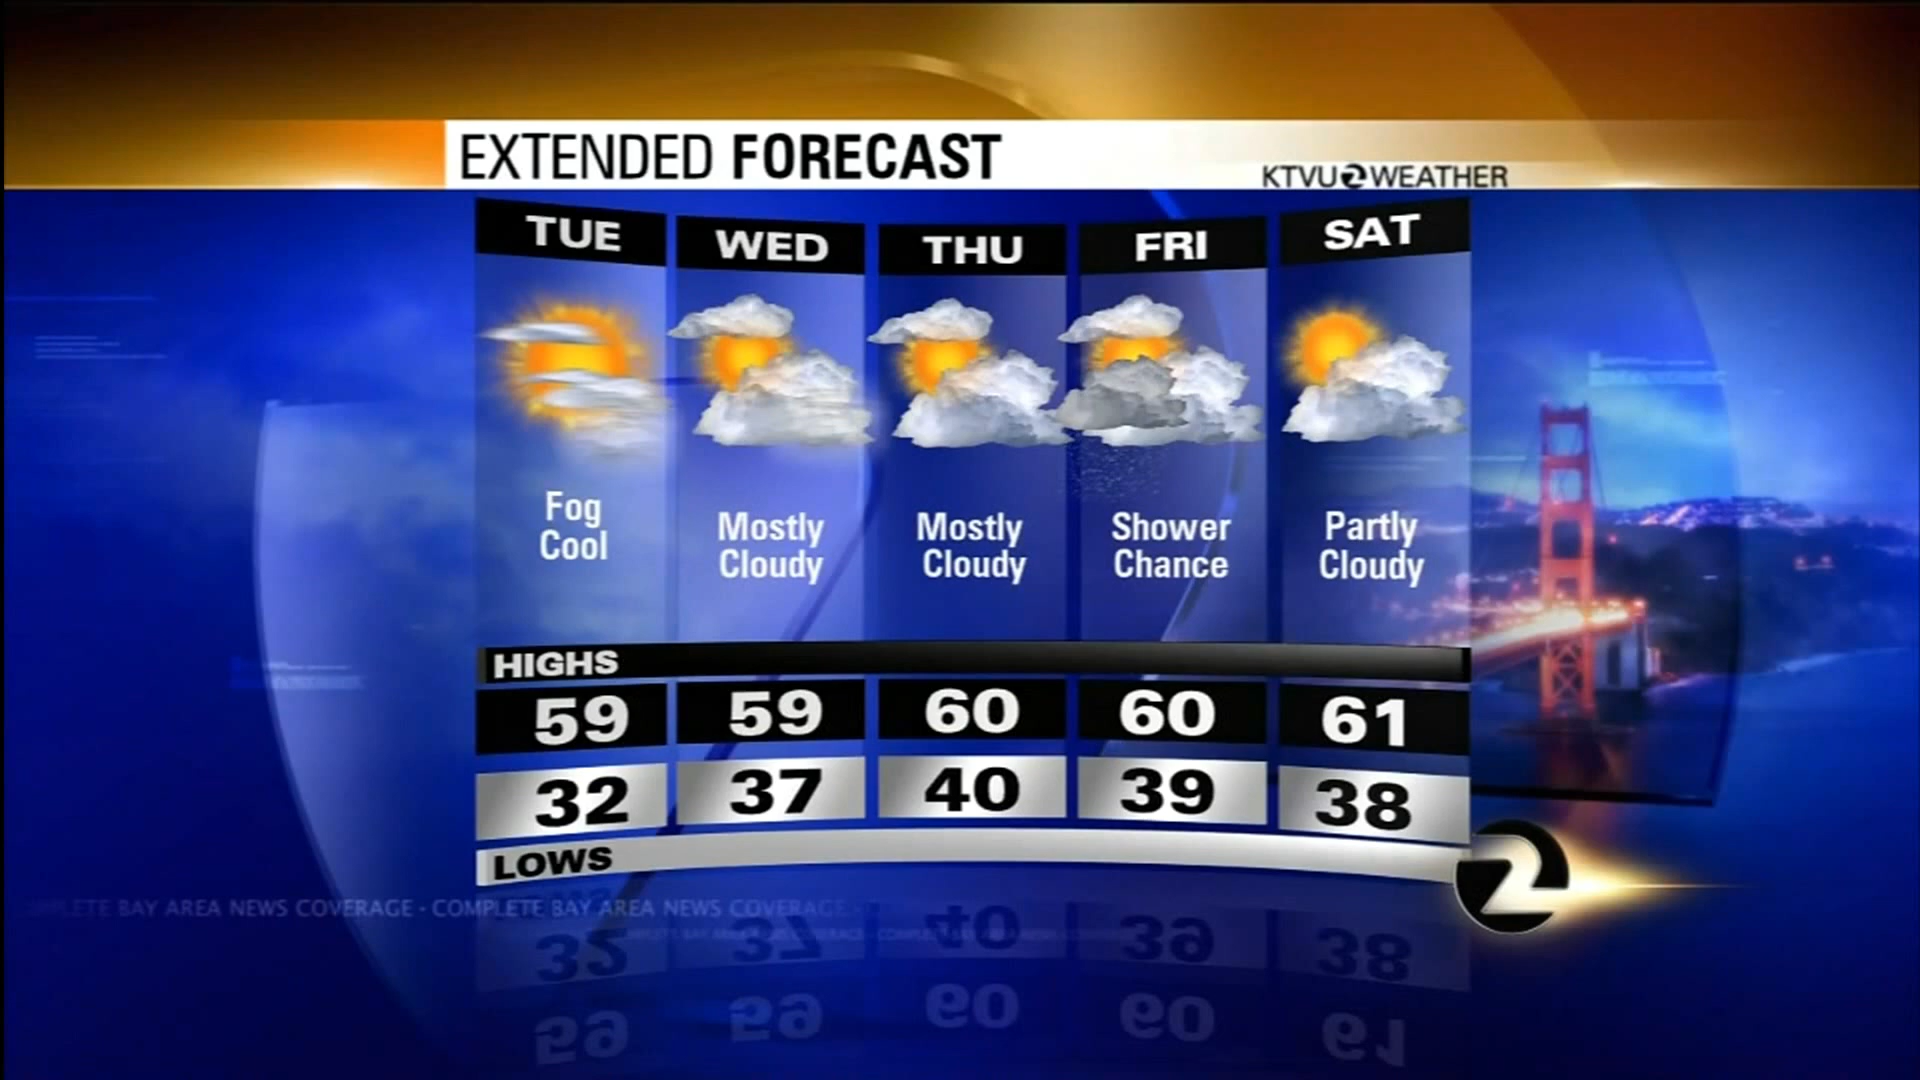 EXTENDED FORECAST
KTVU 2 WEATHER
TUE WED THU FRI SAT
Fog
Cool
Mostly
Cloudy
Mostly
Cloudy
Shower
Chance
Partly
Cloudy
HIGHS
59 59 60 60 61
32 37 40 39 38
LOWS
2
COMPLETE BAY AREA NEWS COVERAGE · COMPLETE BAY AREA NEWS COVERAGE